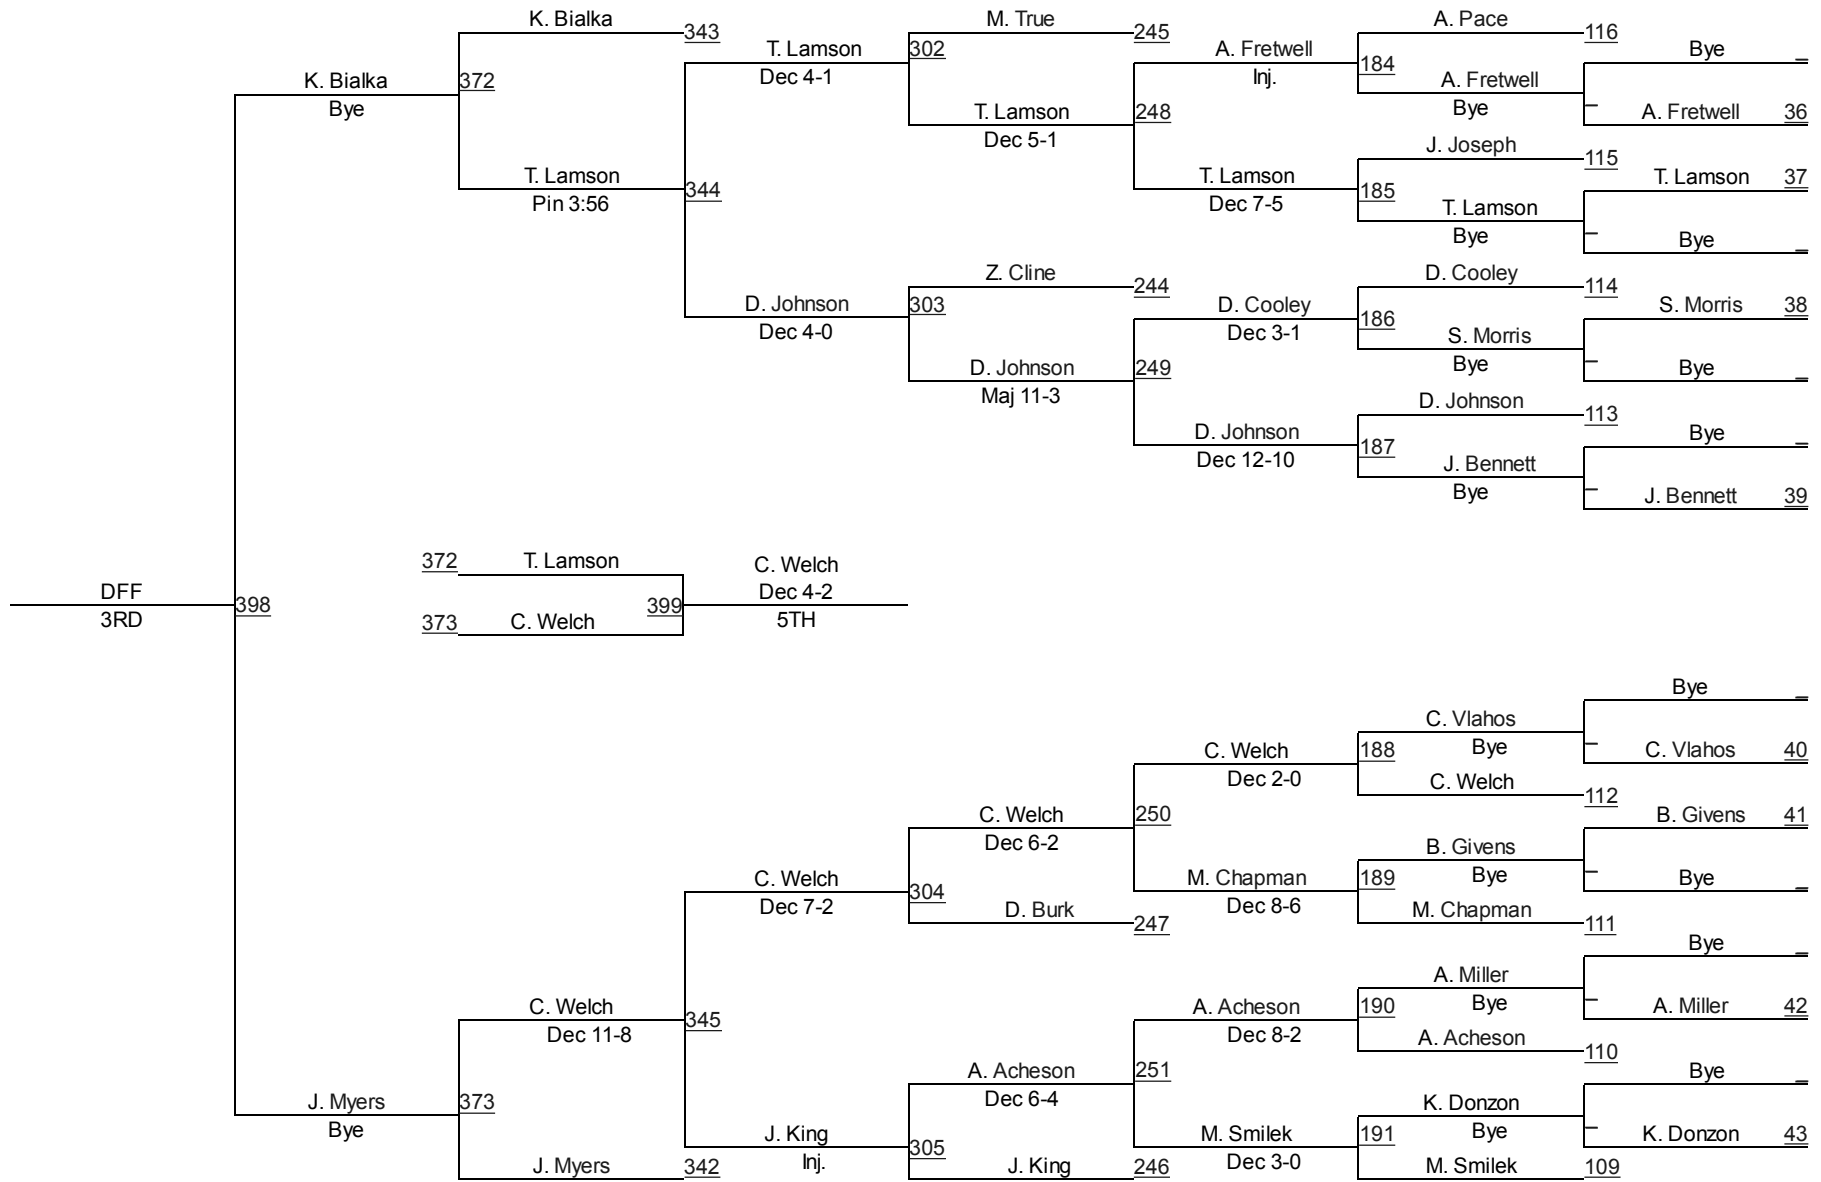 K. Bialka
343
M. True
245
A. Pace
116
T. Lamson
302
A. Fretwell
Bye
_
Dec 4-1
Inj.
184
K. Bialka
372
A. Fretwell
Bye
Bye
T. Lamson
248
_
A. Fretwell
36
Dec 5-1
J. Joseph
115
T. Lamson
T. Lamson
T. Lamson
37
Pin 3:56
344
Dec 7-5
185
T. Lamson
Bye
_
Bye
_
Z. Cline
244
D. Cooley
114
D. Johnson
303
D. Cooley
S. Morris
38
Dec 4-0
Dec 3-1
186
S. Morris
Bye
_
D. Johnson
249
Bye
_
Maj 11-3
D. Johnson
113
D. Johnson
Bye
_
Dec 12-10
187
J. Bennett
Bye
_
J. Bennett
39
372
T. Lamson
C. Welch
DFF
Dec 4-2
3RD
398
399
5TH
373
C. Welch
Bye
_
C. Vlahos
C. Welch
188
Bye
_
C. Vlahos
40
Dec 2-0
C. Welch
112
C. Welch
250
B. Givens
41
Dec 6-2
B. Givens
C. Welch
M. Chapman
189
Bye
_
Bye
_
Dec 7-2
304
Dec 8-6
D. Burk
247
M. Chapman
111
Bye
_
A. Miller
C. Welch
A. Acheson
190
Bye
_
A. Miller
42
Dec 11-8
345
Dec 8-2
A. Acheson
110
A. Acheson
251
Bye
_
Dec 6-4
J. Myers
373
K. Donzon
Bye
J. King
M. Smilek
191
Bye
_
K. Donzon
43
Inj.
305
Dec 3-0
J. Myers
342
J. King
246
M. Smilek
109